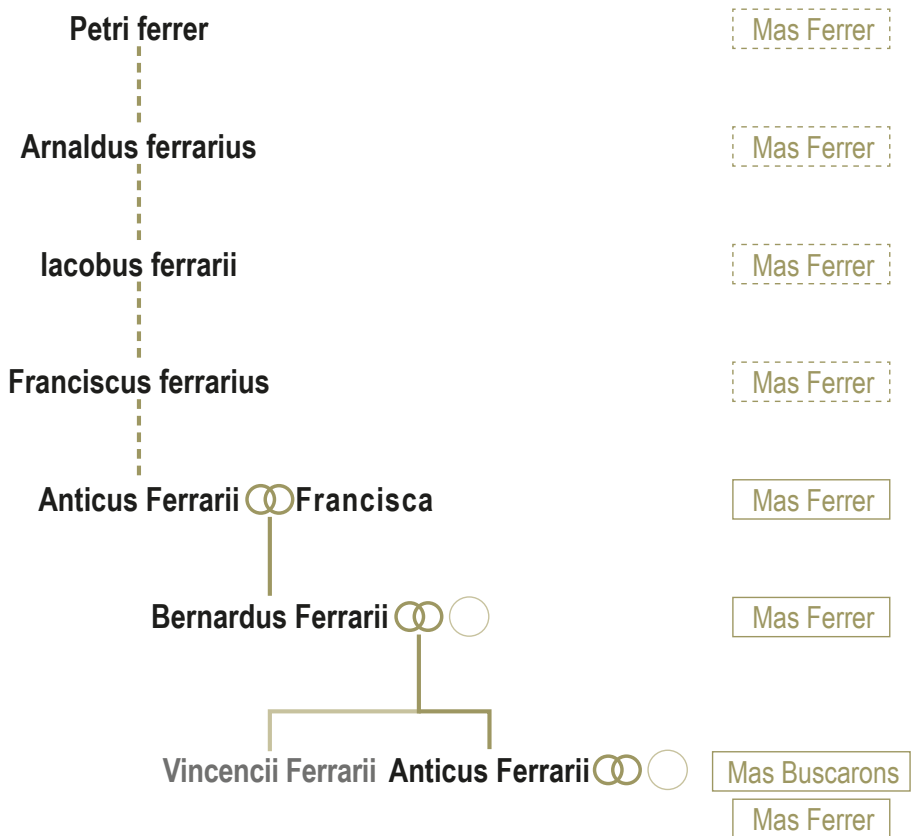 Petri ferrer Mas Ferrer
Arnaldus ferrarius Mas Ferrer
Iacobus ferrarii Mas Ferrer
Franciscus ferrarius Mas Ferrer
Anticus Ferrarii Francisca Mas Ferrer
Bernardus Ferrarii Mas Ferrer
Vincencii Ferrarii Anticus Ferrarii Mas Buscarons
Mas Ferrer